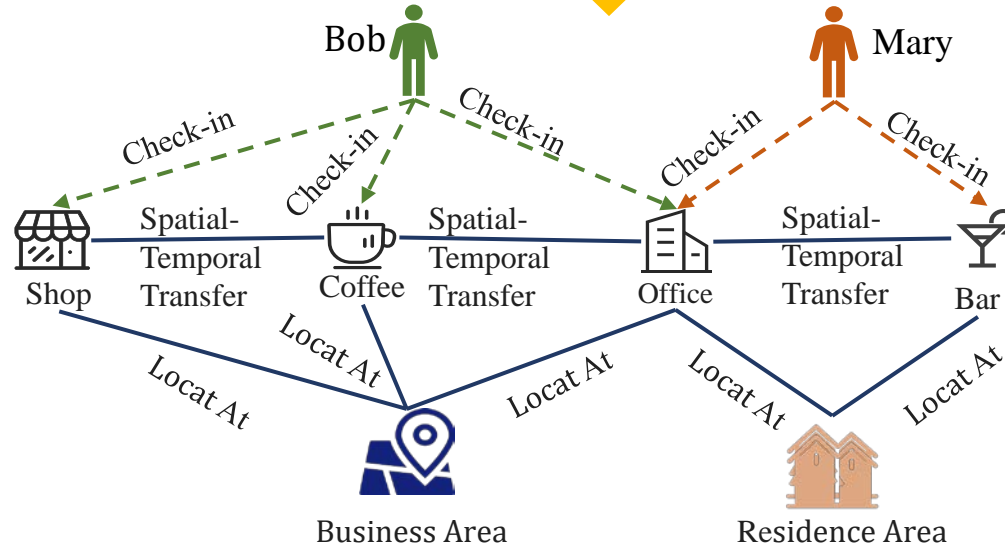 Bob
Mary
Check-in
Check-in
Check-in
Check-in
Check-in
Spatial-
Temporal
Transfer
Spatial-
Temporal
Transfer
Spatial-
Temporal
Transfer
Shop
Coffee
Office
Bar
Locat At
Locat At
Locat At
Locat At
Locat At
Business Area
Residence Area